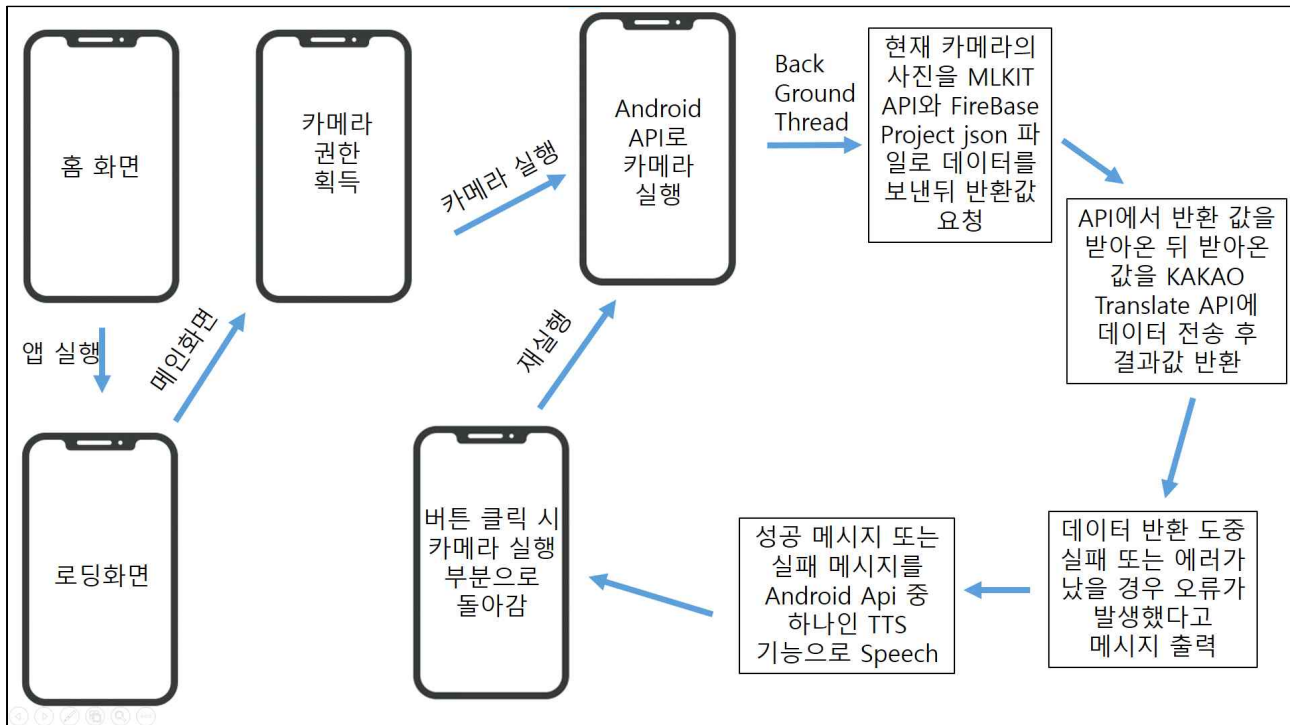 홈 화면
앱 실행
로딩화면
메인화면
카메라
권한
획득
카메라 실행
Android
API로
카메라
실행
Back
Ground
Thread
현재 카메라의
사진을 MLKIT
API와 FireBase
Project json 파
일로 데이터를
보낸뒤 반환값
요청
API에서 반환 값을
받아온 뒤 받아온
값을 KAKAO
Translate API에
데이터 전송 후
결과값 반환
데이터 반환 도중
실패 또는 에러가
났을 경우 오류가
발생했다고
메시지 출력
성공 메시지 또는
실패 메시지를
Android Api 중
하나인 TTS
기능으로 Speech
버튼 클릭 시
카메라 실행
부분으로
돌아감
재실행